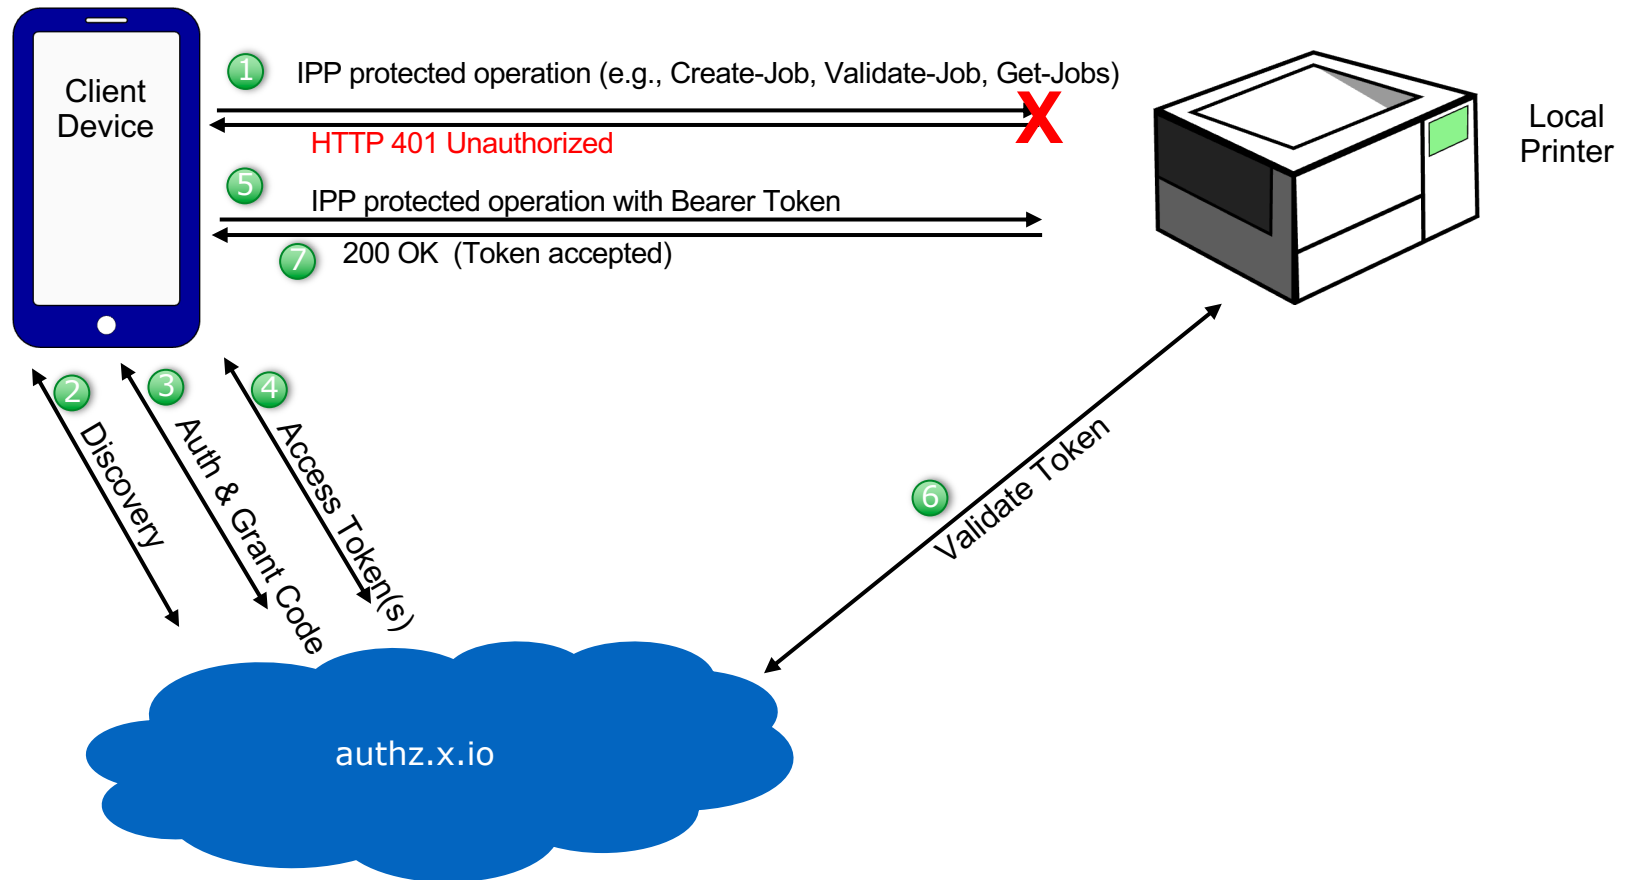 Client
Device
1
IPP protected operation (e.g., Create-Job, Validate-Job, Get-Jobs)
X
HTTP 401 Unauthorized
5
IPP protected operation with Bearer Token
7
200 OK  (Token accepted)
Local
Printer
2
Discovery
3
Auth & Grant Code
4
Access Token(s)
6
Validate Token
authz.x.io